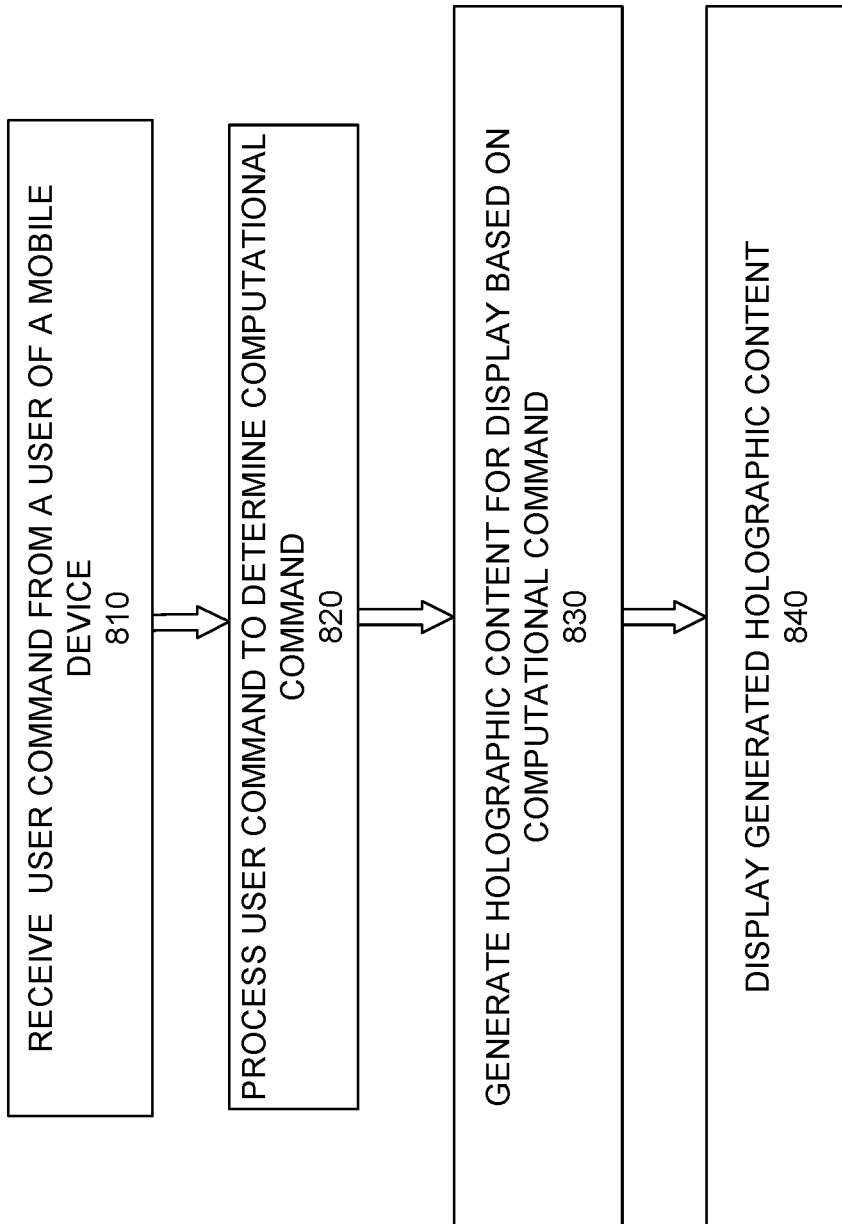 RECEIVE USER COMMAND FROM A USER OF A MOBILE
DEVICE
810
PROCESS USER COMMAND TO DETERMINE COMPUTATIONAL
COMMAND
820
GENERATE HOLOGRAPHIC CONTENT FOR DISPLAY BASED ON
COMPUTATIONAL COMMAND
830
DISPLAY GENERATED HOLOGRAPHIC CONTENT
840